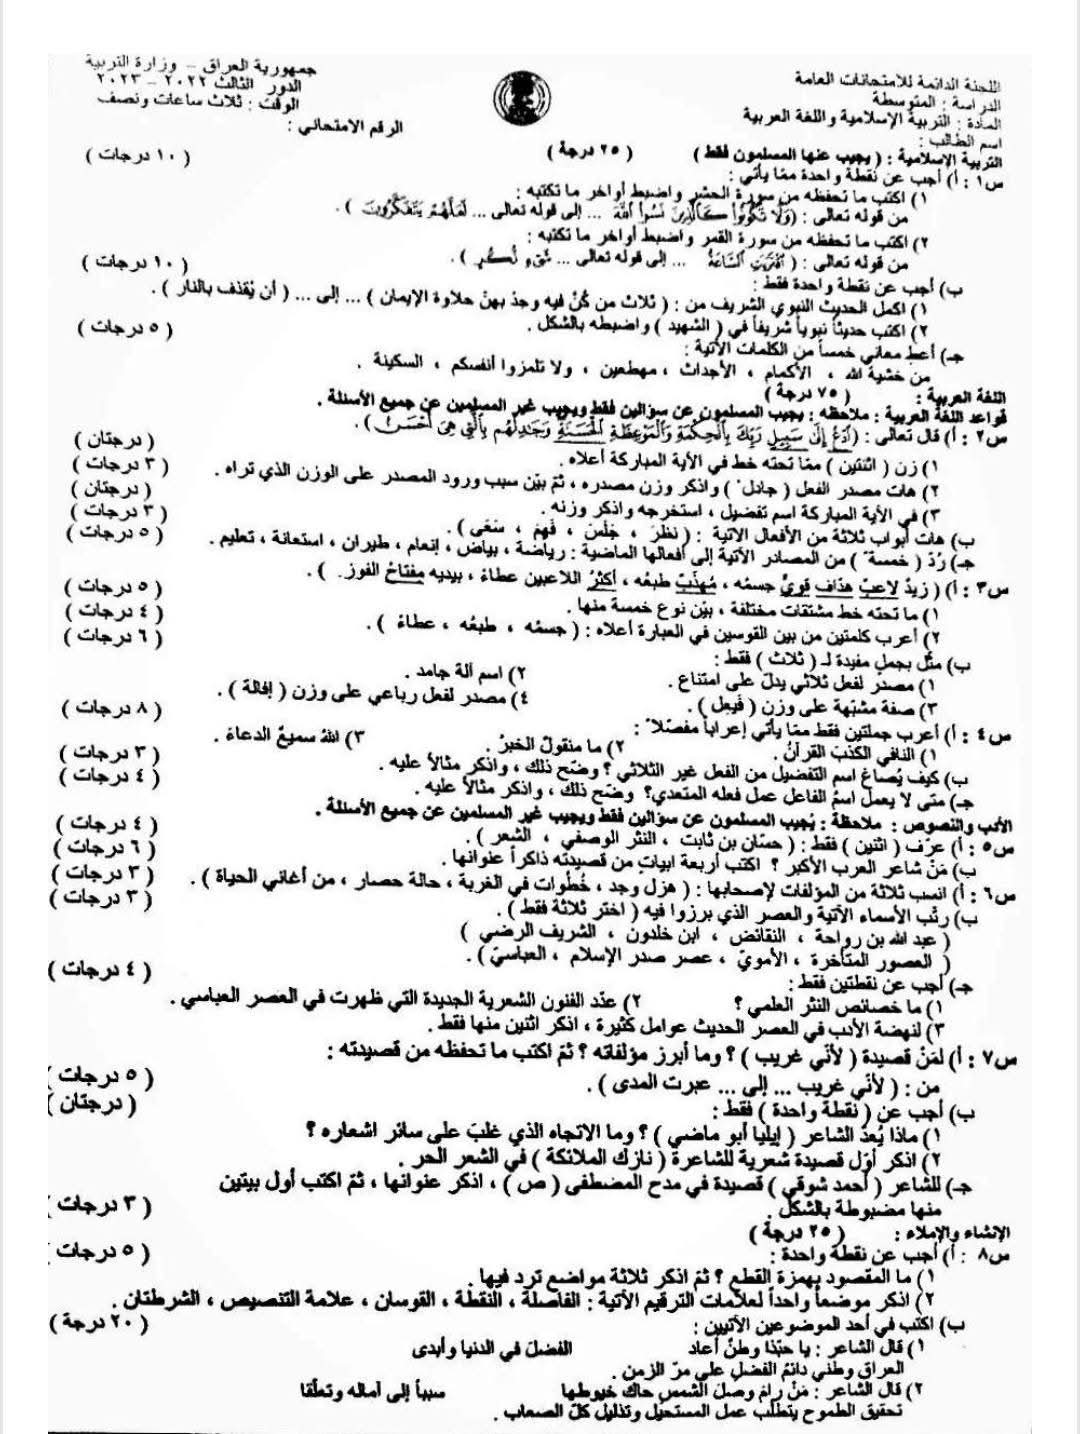 جمهورية العراق - وزارة التربية
الدور الثالث ٢٠٢٢ - ٢٠٢٣
الوقت : ثلاث ساعات ونصف
الرقم الامتحاني :
اللجنة الدائمة للامتحانات العامة
الدراسة : المتوسطة
المادة : التربية الإسلامية واللغة العربية
اسم الطالب :
التربية الإسلامية : ( يجيب عنها المسلمون فقط ) ( ٢٥ درجة )
س١ : أ) أجب عن نقطة واحدة ممّا يأتي : ( ١٠ درجات )
١) اكتب ما تحفظه من سورة الحشر واضبط أواخر ما تكتبه :
من قوله تعالى : (وَلَا تَكُونُوا كَالَّذِينَ نَسُوا اللَّهَ ... إلى قوله تعالى ... لَعَلَّهُمْ يَتَفَكَّرُونَ ) .
٢) اكتب ما تحفظه من سورة القمر واضبط أواخر ما تكتبه :
من قوله تعالى : ( اقْتَرَبَتِ السَّاعَةُ ... إلى قوله تعالى ... شَيْءٍ نُّكُرٍ ) .
ب) أجب عن نقطة واحدة فقط : ( ١٠ درجات )
١) اكمل الحديث النبوي الشريف من : ( ثلاث من كُنّ فيه وجدَ بهنّ حلاوة الإيمان ) ... إلى ... ( أن يُقذف بالنار ) .
٢) اكتب حديثاً نبوياً شريفاً في ( الشهيد ) واضبطه بالشكل .
جـ) أعطِ معاني خمساً من الكلمات الآتية : ( ٥ درجات )
من خشية الله ، الأكمام ، الأجداث ، مهطعين ، ولا تلمزوا أنفسكم ، السكينة .
اللغة العربية : ( ٧٥ درجة )
قواعد اللغة العربية : ملاحظة : يجيب المسلمون عن سؤالين فقط ويجيب غير المسلمين عن جميع الأسئلة .
س٢ : أ) قال تعالى : (ادْعُ إِلَىٰ سَبِيلِ رَبِّكَ بِالْحِكْمَةِ وَالْمَوْعِظَةِ الْحَسَنَةِ وَجَادِلْهُم بِالَّتِي هِيَ أَحْسَنُ ) .
١) زن ( اثنتين ) ممّا تحته خط في الآية المباركة أعلاه . ( درجتان )
٢) هات مصدر الفعل ( جادل ) واذكر وزن مصدره ، ثمّ بيّن سبب ورود المصدر على الوزن الذي تراه . ( ٣ درجات )
٣) في الآية المباركة اسم تفضيل ، استخرجه واذكر وزنه . ( درجتان )
ب) هات أبواب ثلاثة من الأفعال الآتية : ( نظرَ ، جلسَ ، فَهِمَ ، سَعَى ) . ( ٣ درجات )
جـ) رُدّ ( خمسة ) من المصادر الآتية إلى أفعالها الماضية : رياضة ، بياض ، إنعام ، طيران ، استعانة ، تعليم . ( ٥ درجات )
س٣ : أ) ( زيدٌ لاعبٌ هدّاف قويٌّ جسمُه ، مُهذّبٌ طبعُه ، أكثرُ اللاعبين عطاءً ، بيديه مفتاحُ الفوز ) .
١) ما تحته خط مشتقات مختلفة ، بيّن نوع خمسة منها . ( ٥ درجات )
٢) أعرب كلمتين من بين القوسين في العبارة أعلاه : ( جسمُه ، طبعُه ، عطاءً ) . ( ٤ درجات )
ب) مثّل بجملٍ مفيدة لـ ( ثلاث ) فقط : ( ٦ درجات )
١) مصدر لفعل ثلاثي يدلّ على امتناع . ٢) اسم آلة جامد .
٣) صفة مشبّهة على وزن ( فَيعِل ) . ٤) مصدر لفعل رباعي على وزن ( إفالة ) .
س٤ : أ) أعرب جملتين فقط ممّا يأتي إعراباً مفصّلاً : ( ٨ درجات )
١) النافي الكذبَ القرآنُ . ٢) ما منقولٌ الخبرُ . ٣) اللهُ سميعُ الدعاءِ .
ب) كيف يُصاغ اسم التفضيل من الفعل غير الثلاثي ؟ وضّح ذلك ، واذكر مثالاً عليه . ( ٣ درجات )
جـ) متى لا يعمل اسمُ الفاعل عمل فعله المتعدي؟ وضّح ذلك ، واذكر مثالاً عليه . ( ٤ درجات )
الأدب والنصوص : ملاحظة : يُجيب المسلمون عن سؤالين فقط ويجيب غير المسلمين عن جميع الأسئلة .
س٥ : أ) عرّف ( اثنين ) فقط : ( حسّان بن ثابت ، النثر الوصفي ، الشعر ) . ( ٤ درجات )
ب) مَنْ شاعر العرب الأكبر ؟ اكتب أربعة ابيات من قصيدته ذاكراً عنوانها . ( ٦ درجات )
س٦ : أ) انسب ثلاثة من المؤلفات لإصحابها : ( هزل وجد ، خُطُوات في الغربة ، حالة حصار ، من أغاني الحياة ) . ( ٣ درجات )
ب) رتّب الأسماء الآتية والعصر الذي برزوا فيه ( اختر ثلاثة فقط ) . ( ٣ درجات )
( عبد الله بن رواحة ، النقائض ، ابن خلدون ، الشريف الرضي )
( العصور المتأخرة ، الأمويّ ، عصر صدر الإسلام ، العباسيّ ) .
جـ) أجب عن نقطتين فقط : ( ٤ درجات )
١) ما خصائص النثر العلمي ؟ ٢) عدّد الفنون الشعرية الجديدة التي ظهرت في العصر العباسي .
٣) لنهضة الأدب في العصر الحديث عوامل كثيرة ، اذكر اثنين منها فقط .
س٧ : أ) لمَنْ قصيدة ( لأنّي غريب ) ؟ وما أبرز مؤلفاته ؟ ثمّ اكتب ما تحفظه من قصيدته :
من : ( لأنّي غريب ... إلى ... عبرت المدى ) . ( ٥ درجات )
ب) أجب عن ( نقطة واحدة ) فقط : ( درجتان )
١) ماذا يُعدّ الشاعر ( إيليا أبو ماضي ) ؟ وما الاتجاه الذي غلبَ على سائر اشعاره ؟
٢) اذكر أوّل قصيدة شعرية للشاعرة ( نازك الملائكة ) في الشعر الحر .
جـ) للشاعر ( أحمد شوقي ) قصيدة في مدح المصطفى ( ص ) ، اذكر عنوانها ، ثمّ اكتب أول بيتين
منها مضبوطة بالشكل . ( ٣ درجات )
الإنشاء والإملاء : ( ٢٥ درجة )
س٨ : أ) أجب عن نقطة واحدة : ( ٥ درجات )
١) ما المقصود بهمزة القطع ؟ ثمّ اذكر ثلاثة مواضع ترد فيها .
٢) اذكر موضعاً واحداً لعلامات الترقيم الآتية : الفاصلة ، النقطة ، القوسان ، علامة التنصيص ، الشرطتان .
ب) اكتب في أحد الموضوعين الآتيين : ( ٢٠ درجة )
١) قال الشاعر : يا حبّذا وطنٌ أعاد الفضلَ في الدنيا وأبدى
العراق وطني دائمُ الفضلِ على مرّ الزمن .
٢) قال الشاعر : مَنْ رامَ وصلَ الشمسِ حاكَ خيوطها سبباً إلى آماله وتعلّقا
تحقيق الطموح يتطلّب عمل المستحيل وتذليل كلّ الصعاب .